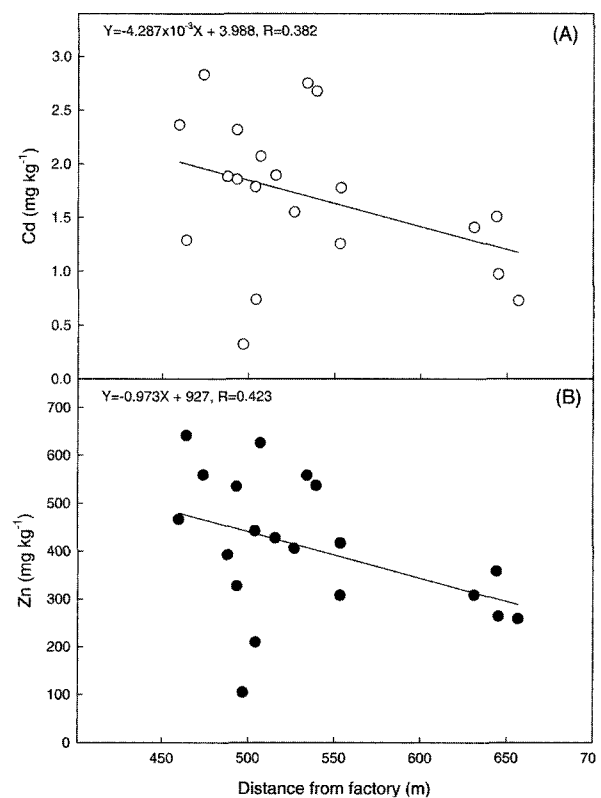 Y=-4.287x10⁻³X + 3.988, R=0.382
(A)
3.0
2.5
2.0
1.5
1.0
0.5
0.0
Cd (mg kg⁻¹)
Y=-0.973X + 927, R=0.423
(B)
700
600
500
400
300
200
100
0
Zn (mg kg⁻¹)
450 500 550 600 650 70
Distance from factory (m)